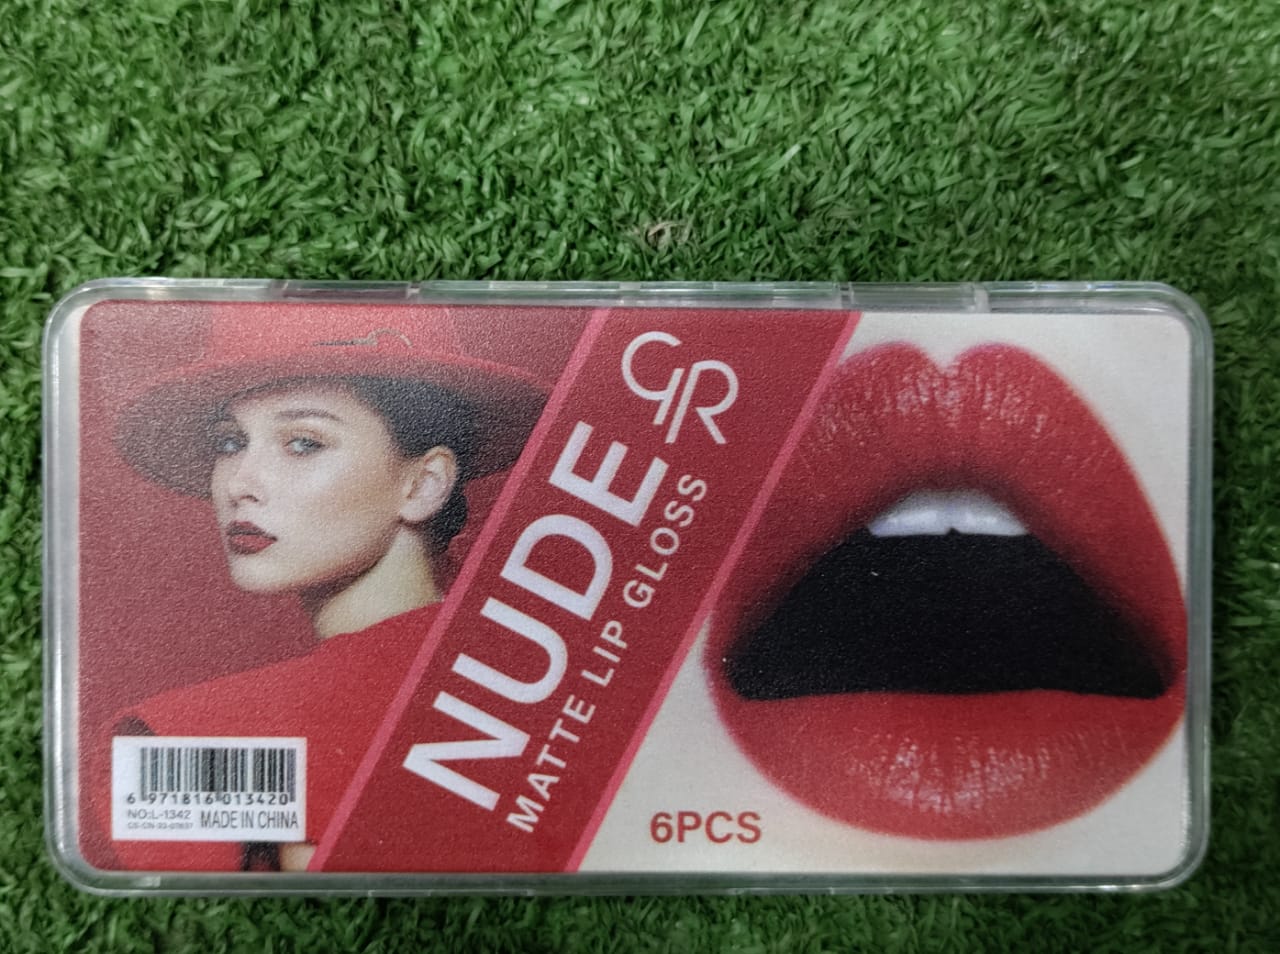 GR
NUDE
MATTE LIP GLOSS
6PCS
6 971816 013420
NO:L-1342
MADE IN CHINA